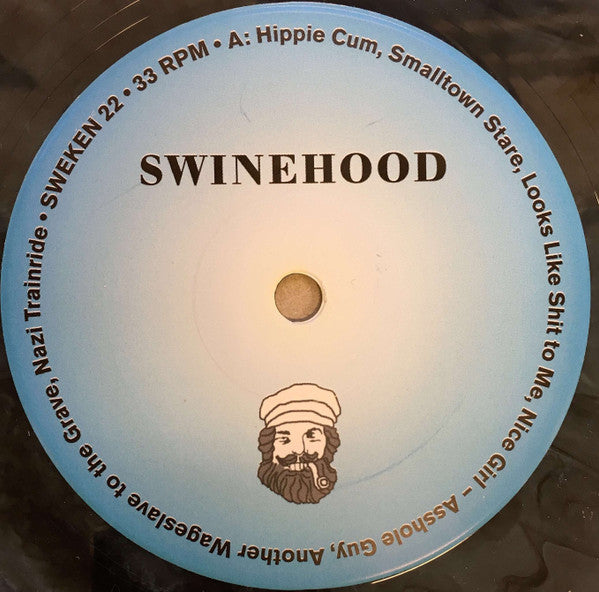 SWINEHOOD
SWEKEN 22 • 33 RPM • A: Hippie Cum, Smalltown Stare, Looks Like Shit to Me, Nice Girl – Asshole Guy, Another Wageslave to the Grave, Nazi Trainride •